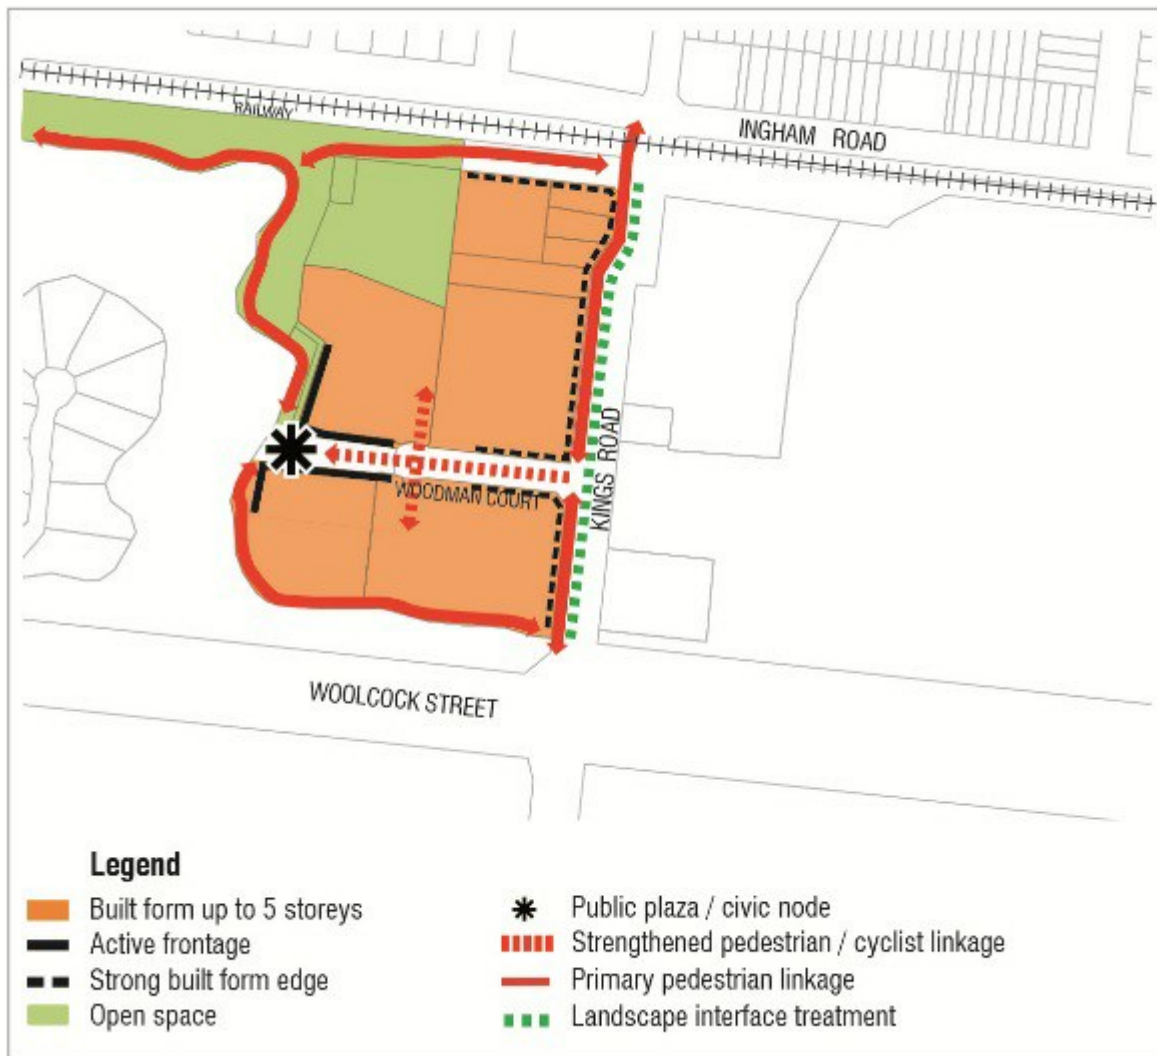 RAILWAY
INGHAM ROAD
KINGS ROAD
WOODMAN COURT
WOOLCOCK STREET
Legend
Built form up to 5 storeys
Active frontage
Strong built form edge
Open space
Public plaza / civic node
Strengthened pedestrian / cyclist linkage
Primary pedestrian linkage
Landscape interface treatment